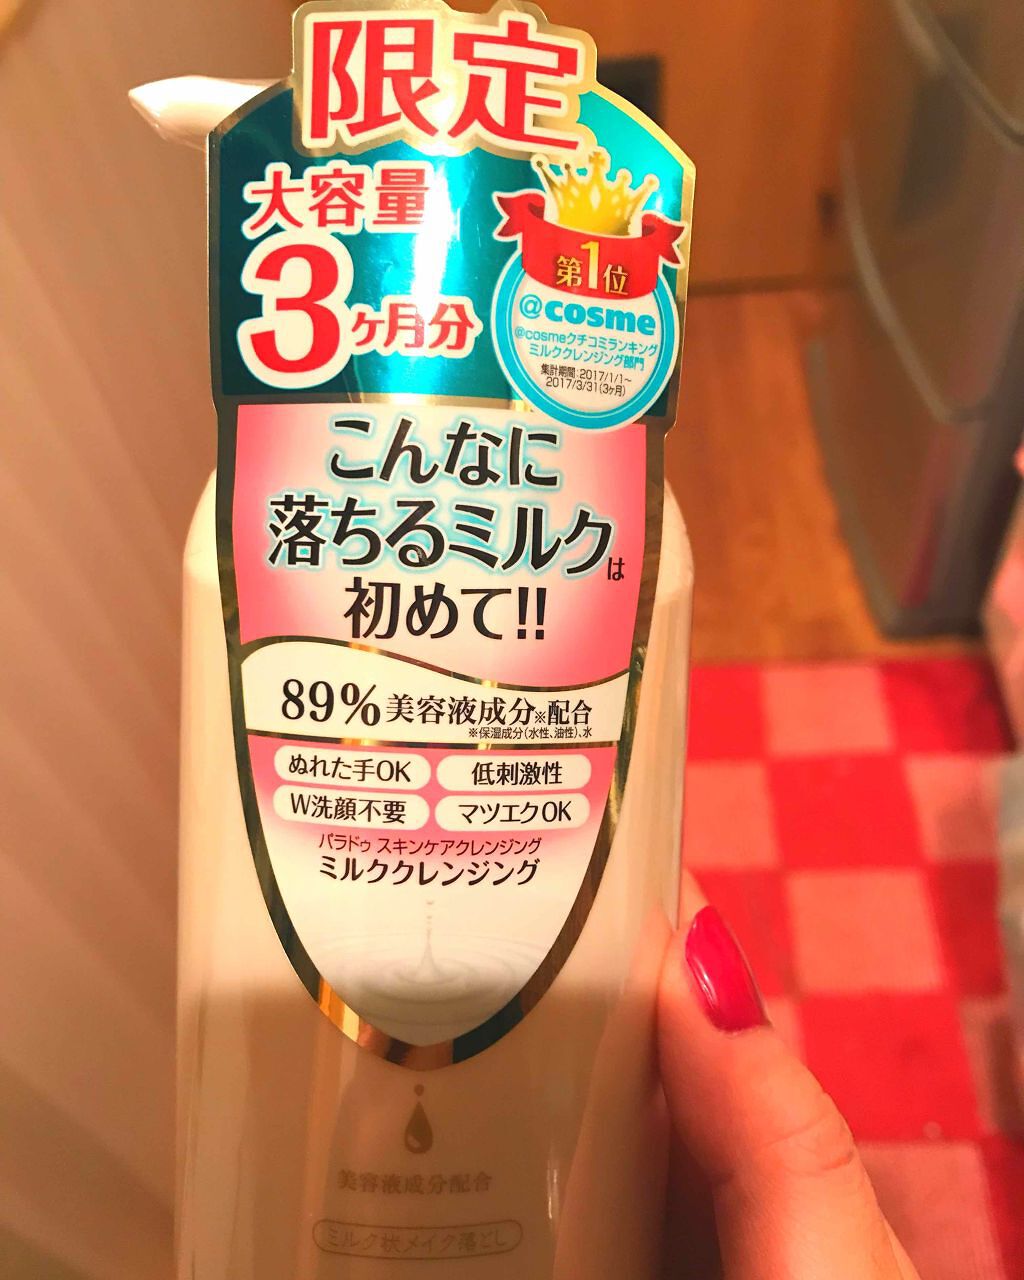 限定
大容量
3ヶ月分
第1位
@cosme
@cosmeクチコミランキング
ミルククレンジング部門
集計期間:2017/1/1~
2017/3/31(3ヶ月)
こんなに
落ちるミルクは
初めて!!
89%美容液成分※配合
※保湿成分(水性、油性)、水
ぬれた手OK 低刺激性
W洗顔不要 マツエクOK
パラドゥ スキンケアクレンジング
ミルククレンジング
美容液成分配合
ミルク状メイク落とし